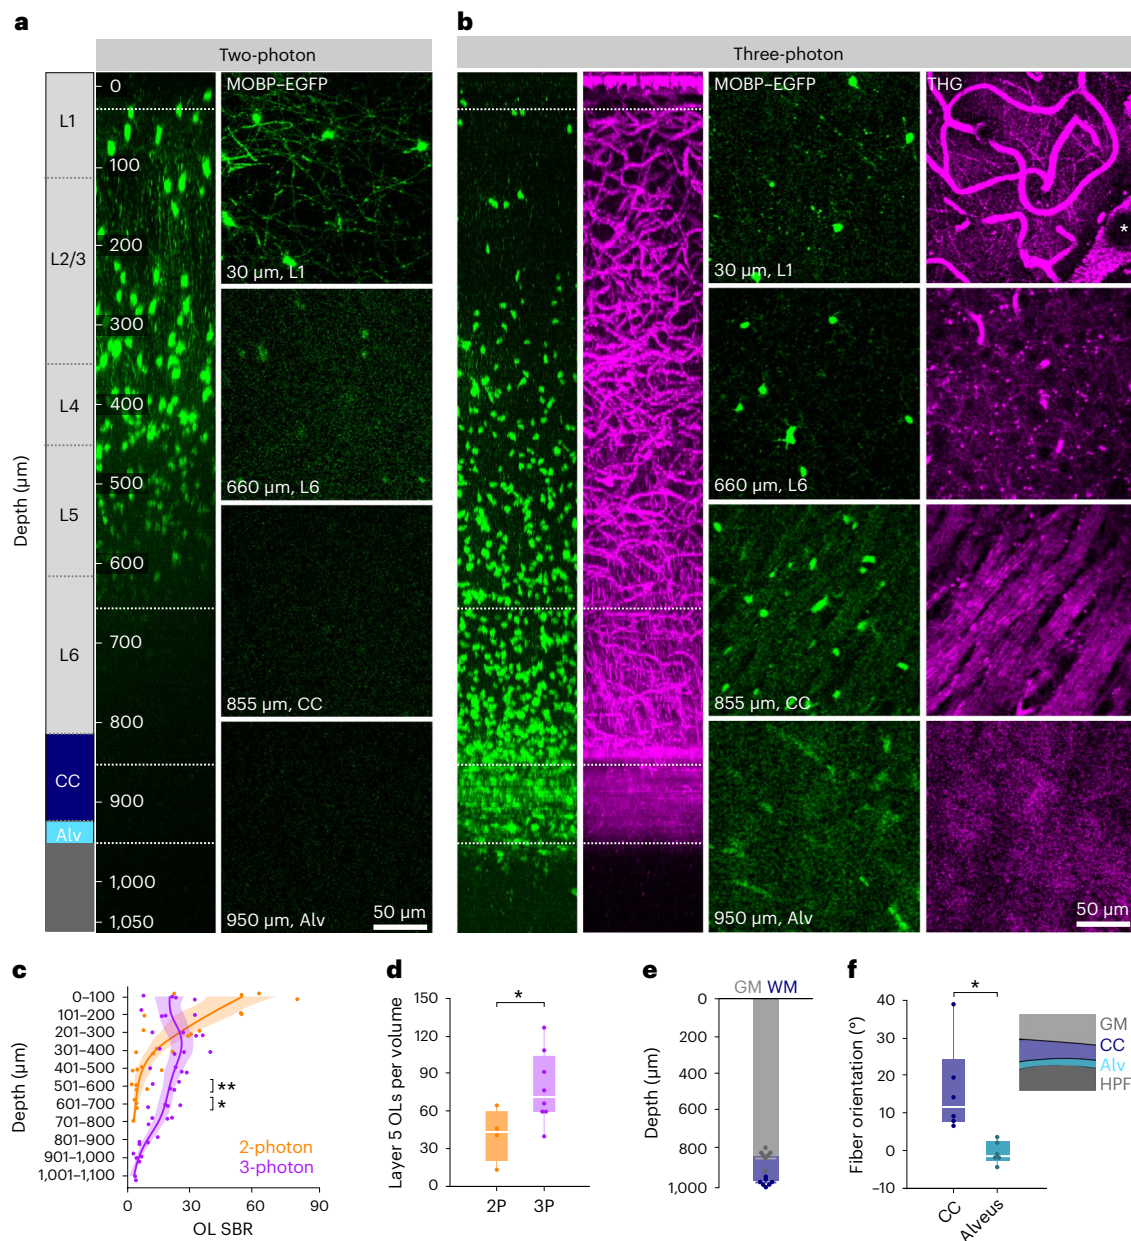 a
Two-photon
Depth (µm)
L1
L2/3
L4
L5
L6
CC
Alv
0
100
200
300
400
500
600
700
800
900
1,000
1,050
MOBP–EGFP
30 µm, L1
660 µm, L6
855 µm, CC
950 µm, Alv
50 µm
b
Three-photon
MOBP–EGFP
THG
30 µm, L1
*
660 µm, L6
855 µm, CC
950 µm, Alv
50 µm
c
Depth (µm)
0–100
101–200
201–300
301–400
401–500
501–600
601–700
701–800
801–900
901–1,000
1,001–1,100
**
*
2-photon
3-photon
0 30 60 90
OL SBR
d
Layer 5 OLs per volume
150
120
90
60
30
0
*
2P 3P
e
GM WM
Depth (µm)
0
200
400
600
800
1,000
f
Fiber orientation (°)
40
30
20
10
0
–10
*
CC
Alveus
GM
CC
Alv
HPF